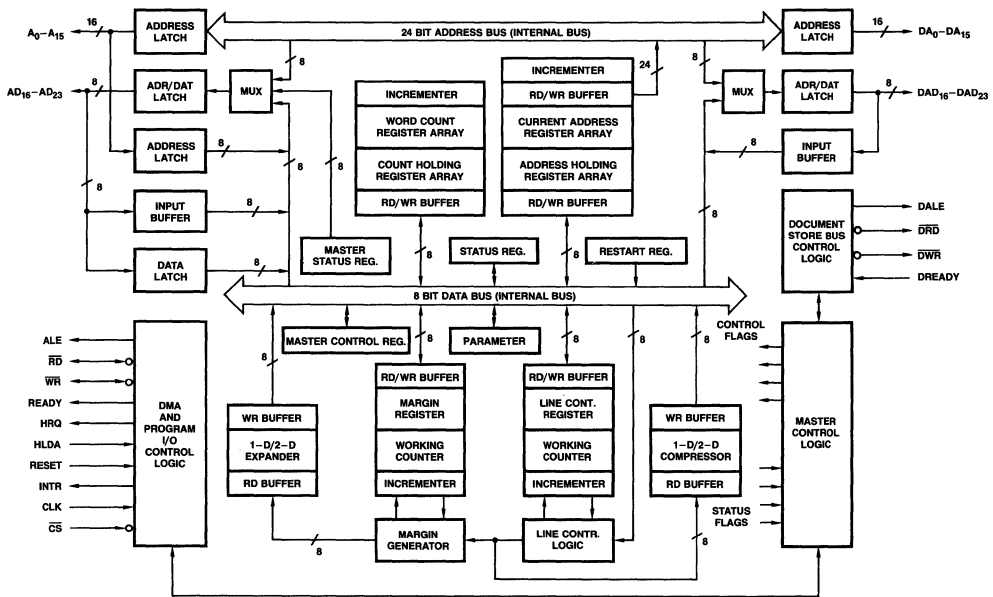 A0–A15
16
ADDRESS
LATCH
24 BIT ADDRESS BUS (INTERNAL BUS)
ADDRESS
LATCH
16
DA0–DA15
8
24
8
AD16–AD23
8
ADR/DAT
LATCH
MUX
INCREMENTER
WORD COUNT
REGISTER ARRAY
COUNT HOLDING
REGISTER ARRAY
RD/WR BUFFER
INCREMENTER
RD/WR BUFFER
CURRENT ADDRESS
REGISTER ARRAY
ADDRESS HOLDING
REGISTER ARRAY
RD/WR BUFFER
MUX
ADR/DAT
LATCH
8
DAD16–DAD23
ADDRESS
LATCH
8
8
8
8
INPUT
BUFFER
8
INPUT
BUFFER
8
8
DATA
LATCH
8
MASTER
STATUS REG.
8
STATUS REG.
8
RESTART REG.
DOCUMENT
STORE BUS
CONTROL
LOGIC
DALE
DRD
DWR
DREADY
8 BIT DATA BUS (INTERNAL BUS)
MASTER CONTROL REG.
8
PARAMETER
8
8
8
8
CONTROL
FLAGS
ALE
RD
WR
READY
HRQ
HLDA
RESET
INTR
CLK
CS
DMA
AND
PROGRAM
I/O
CONTROL
LOGIC
WR BUFFER
1-D/2-D
EXPANDER
RD BUFFER
RD/WR BUFFER
MARGIN
REGISTER
WORKING
COUNTER
INCREMENTER
RD/WR BUFFER
LINE CONT.
REGISTER
WORKING
COUNTER
INCREMENTER
WR BUFFER
1-D/2-D
COMPRESSOR
RD BUFFER
MASTER
CONTROL
LOGIC
STATUS
FLAGS
8
MARGIN
GENERATOR
LINE CONTR.
LOGIC
8